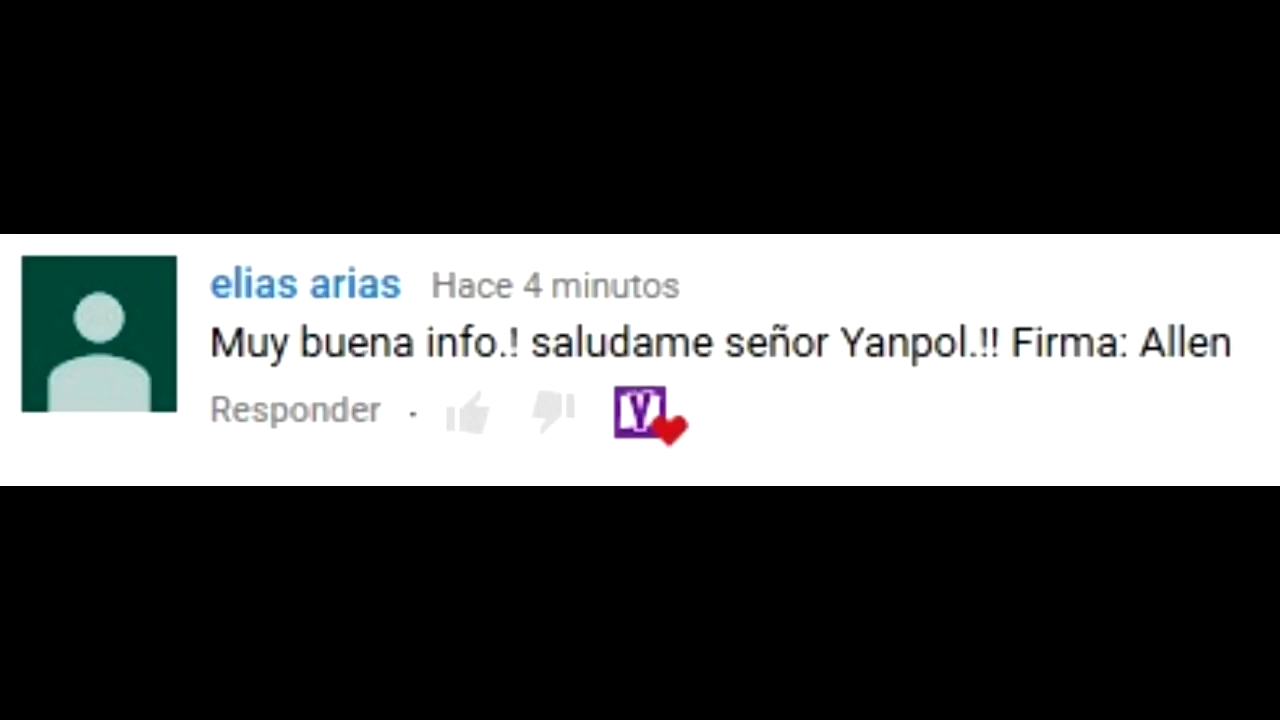 elias arias Hace 4 minutos
Muy buena info.! saludame señor Yanpol.!! Firma: Allen
Responder ·
Y